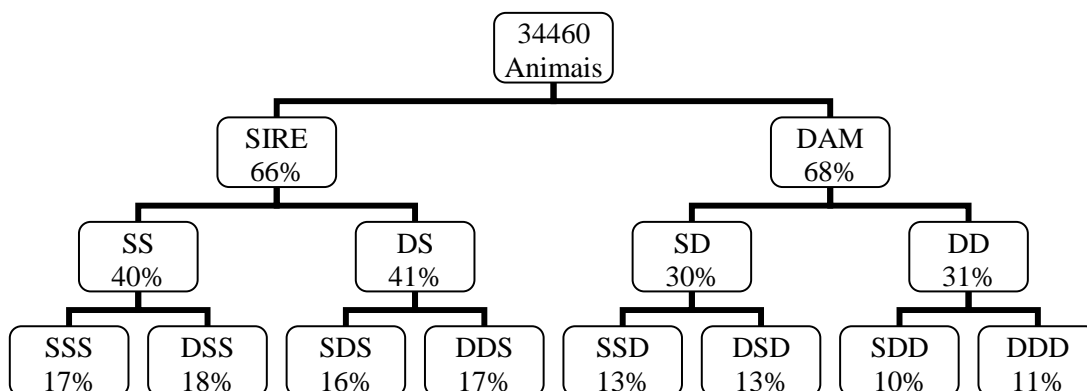 34460
Animais
SIRE
66%
DAM
68%
SS
40%
DS
41%
SD
30%
DD
31%
SSS
17%
DSS
18%
SDS
16%
DDS
17%
SSD
13%
DSD
13%
SDD
10%
DDD
11%